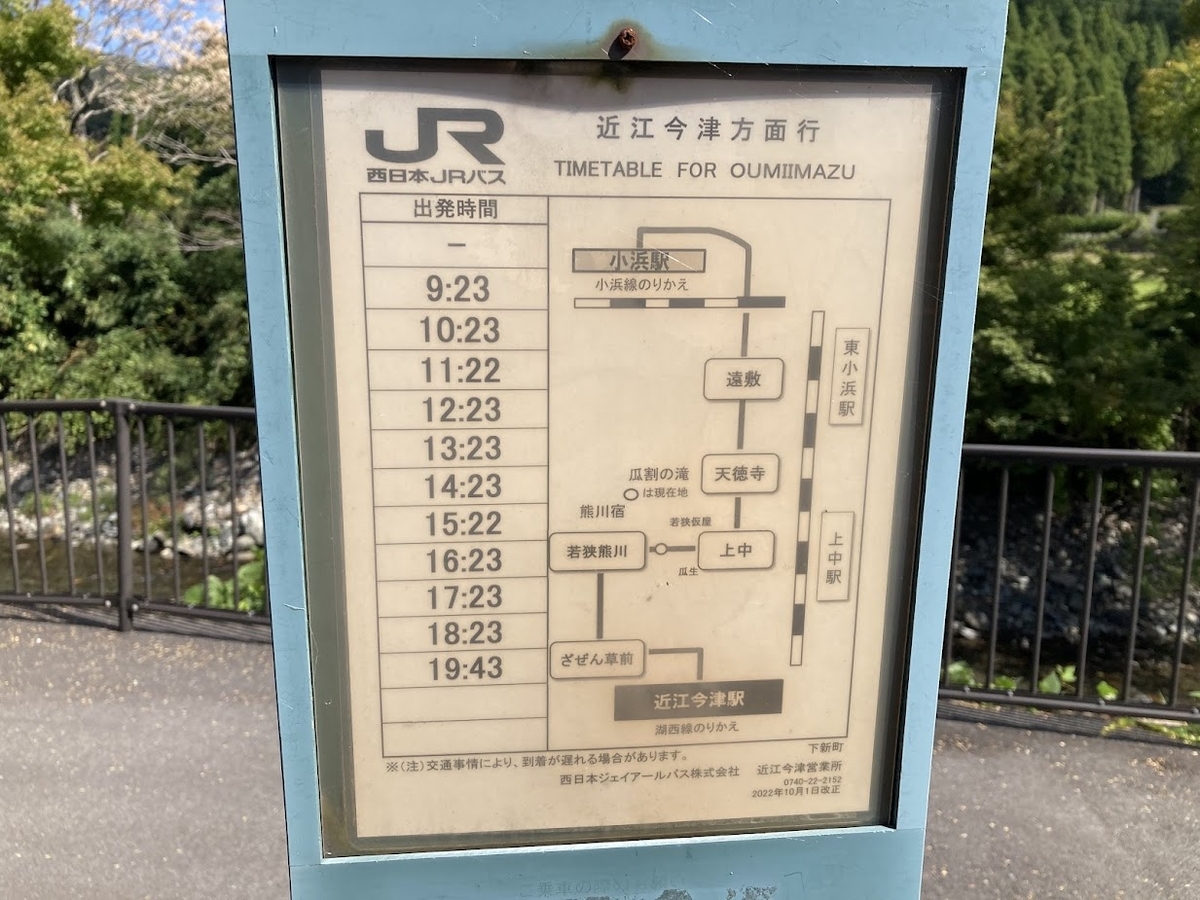 JR
西日本JRバス
近江今津方面行
TIMETABLE FOR OUMIIMAZU
出発時間
－
9:23
10:23
11:22
12:23
13:23
14:23
15:22
16:23
17:23
18:23
19:43
小浜駅
小浜線のりかえ
遠敷
東小浜駅
天徳寺
瓜割の滝
○は現在地
熊川宿
若狭仮屋
若狭熊川
上中
瓜生
上中駅
ざぜん草前
近江今津駅
湖西線のりかえ
※(注)交通事情により、到着が遅れる場合があります。
下新町
西日本ジェイアールバス株式会社
近江今津営業所
0740-22-2152
2022年10月1日改正